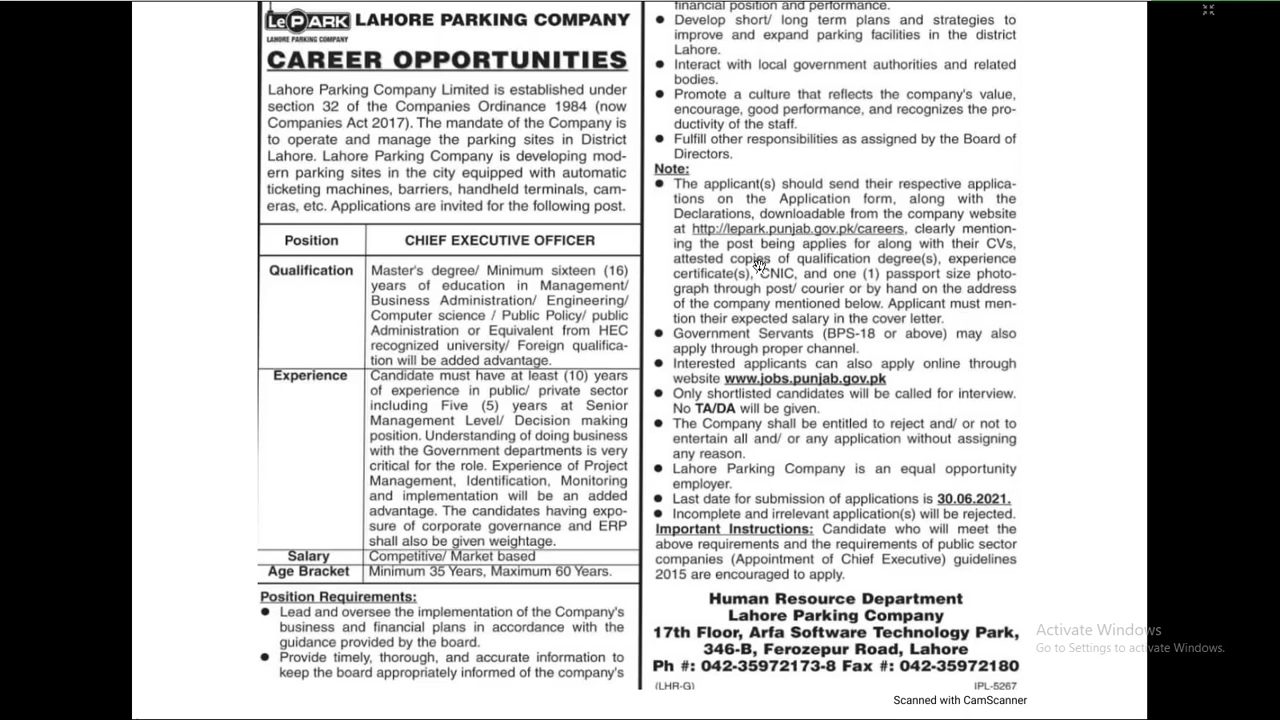 LePARK
LAHORE PARKING COMPANY
LAHORE PARKING COMPANY
CAREER OPPORTUNITIES
Lahore Parking Company Limited is established under
section 32 of the Companies Ordinance 1984 (now
Companies Act 2017). The mandate of the Company is
to operate and manage the parking sites in District
Lahore. Lahore Parking Company is developing mod-
ern parking sites in the city equipped with automatic
ticketing machines, barriers, handheld terminals, cam-
eras, etc. Applications are invited for the following post.
Position
CHIEF EXECUTIVE OFFICER
Qualification
Master's degree/ Minimum sixteen (16)
years of education in Management/
Business Administration/ Engineering/
Computer science / Public Policy/ public
Administration or Equivalent from HEC
recognized university/ Foreign qualifica-
tion will be added advantage.
Experience
Candidate must have at least (10) years
of experience in public/ private sector
including Five (5) years at Senior
Management Level/ Decision making
position. Understanding of doing business
with the Government departments is very
critical for the role. Experience of Project
Management, Identification, Monitoring
and implementation will be an added
advantage. The candidates having expo-
sure of corporate governance and ERP
shall also be given weightage.
Salary
Competitive/ Market based
Age Bracket
Minimum 35 Years, Maximum 60 Years.
Position Requirements:
● Lead and oversee the implementation of the Company's
business and financial plans in accordance with the
guidance provided by the board.
● Provide timely, thorough, and accurate information to
keep the board appropriately informed of the company's
financial position and performance.
● Develop short/ long term plans and strategies to
improve and expand parking facilities in the district
Lahore.
● Interact with local government authorities and related
bodies.
● Promote a culture that reflects the company's value,
encourage, good performance, and recognizes the pro-
ductivity of the staff.
● Fulfill other responsibilities as assigned by the Board of
Directors.
Note:
● The applicant(s) should send their respective applica-
tions on the Application form, along with the
Declarations, downloadable from the company website
at http://lepark.punjab.gov.pk/careers, clearly mention-
ing the post being applies for along with their CVs,
attested copies of qualification degree(s), experience
certificate(s), CNIC, and one (1) passport size photo-
graph through post/ courier or by hand on the address
of the company mentioned below. Applicant must men-
tion their expected salary in the cover letter.
● Government Servants (BPS-18 or above) may also
apply through proper channel.
● Interested applicants can also apply online through
website www.jobs.punjab.gov.pk
● Only shortlisted candidates will be called for interview.
No TA/DA will be given.
● The Company shall be entitled to reject and/ or not to
entertain all and/ or any application without assigning
any reason.
● Lahore Parking Company is an equal opportunity
employer.
● Last date for submission of applications is 30.06.2021.
● Incomplete and irrelevant application(s) will be rejected.
Important Instructions: Candidate who will meet the
above requirements and the requirements of public sector
companies (Appointment of Chief Executive) guidelines
2015 are encouraged to apply.
Human Resource Department
Lahore Parking Company
17th Floor, Arfa Software Technology Park,
346-B, Ferozepur Road, Lahore
Ph #: 042-35972173-8 Fax #: 042-35972180
(LHR-G)
IPL-5267
Scanned with CamScanner
Activate Windows
Go to Settings to activate Windows.